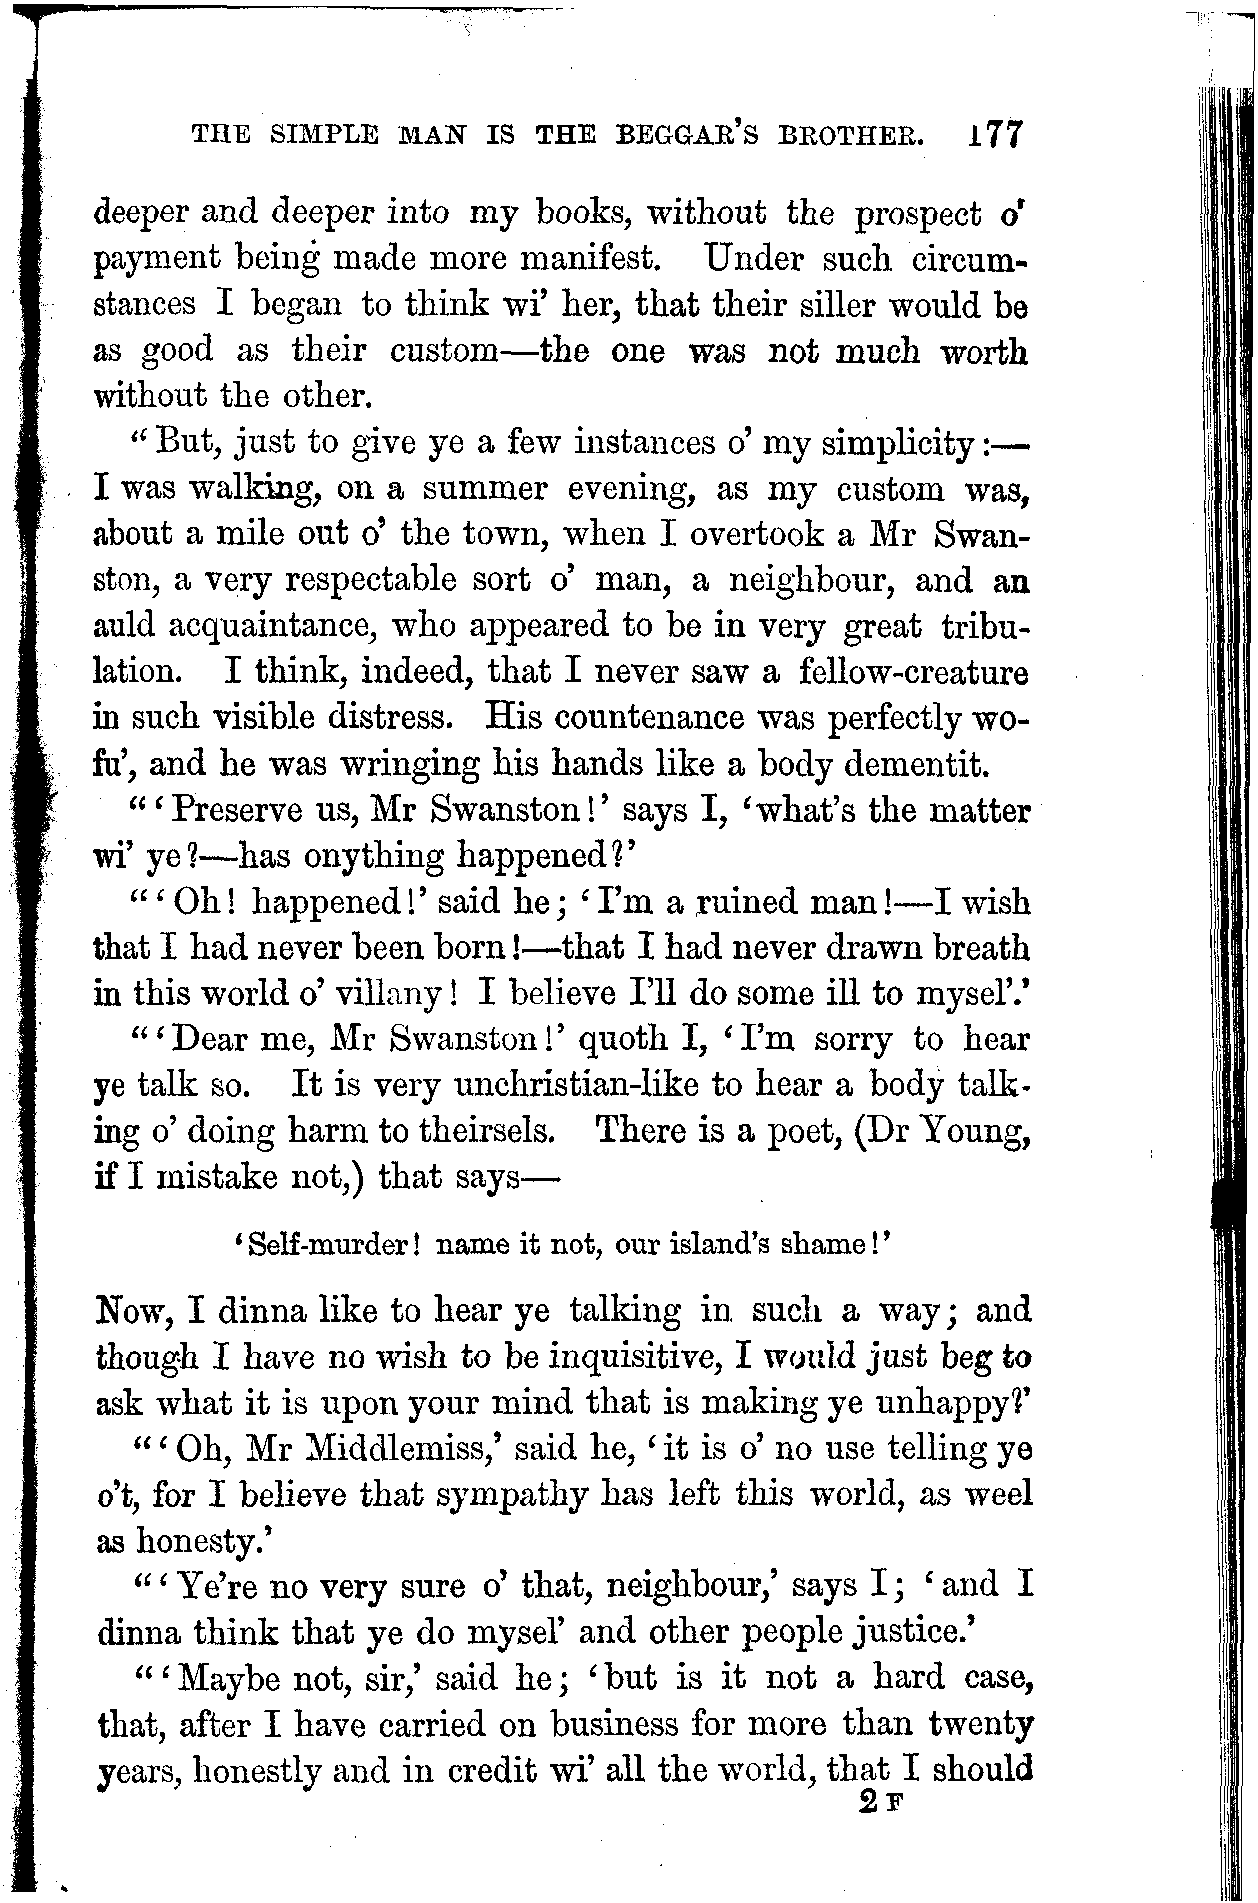 THE SIMPLE MAN IS THE BEGGAR'S BROTHER. 177
deeper and deeper into my books, without the prospect o'
payment being made more manifest. Under such circum-
stances I began to think wi' her, that their siller would be
as good as their custom—the one was not much worth
without the other.
"But, just to give ye a few instances o' my simplicity:—
I was walking, on a summer evening, as my custom was,
about a mile out o' the town, when I overtook a Mr Swan-
ston, a very respectable sort o' man, a neighbour, and an
auld acquaintance, who appeared to be in very great tribu-
lation. I think, indeed, that I never saw a fellow-creature
in such visible distress. His countenance was perfectly wo-
fu', and he was wringing his hands like a body dementit.
"'Preserve us, Mr Swanston!' says I, 'what's the matter
wi' ye?—has onything happened?'
"'Oh! happened!' said he; 'I'm a ruined man!—I wish
that I had never been born!—that I had never drawn breath
in this world o' villany! I believe I'll do some ill to mysel'.'
"'Dear me, Mr Swanston!' quoth I, 'I'm sorry to hear
ye talk so. It is very unchristian-like to hear a body talk-
ing o' doing harm to theirsels. There is a poet, (Dr Young,
if I mistake not,) that says—
'Self-murder! name it not, our island's shame!'
Now, I dinna like to hear ye talking in such a way; and
though I have no wish to be inquisitive, I would just beg to
ask what it is upon your mind that is making ye unhappy?'
"'Oh, Mr Middlemiss,' said he, 'it is o' no use telling ye
o't, for I believe that sympathy has left this world, as weel
as honesty.'
"'Ye're no very sure o' that, neighbour,' says I; 'and I
dinna think that ye do mysel' and other people justice.'
"'Maybe not, sir,' said he; 'but is it not a hard case,
that, after I have carried on business for more than twenty
years, honestly and in credit wi' all the world, that I should
2 F